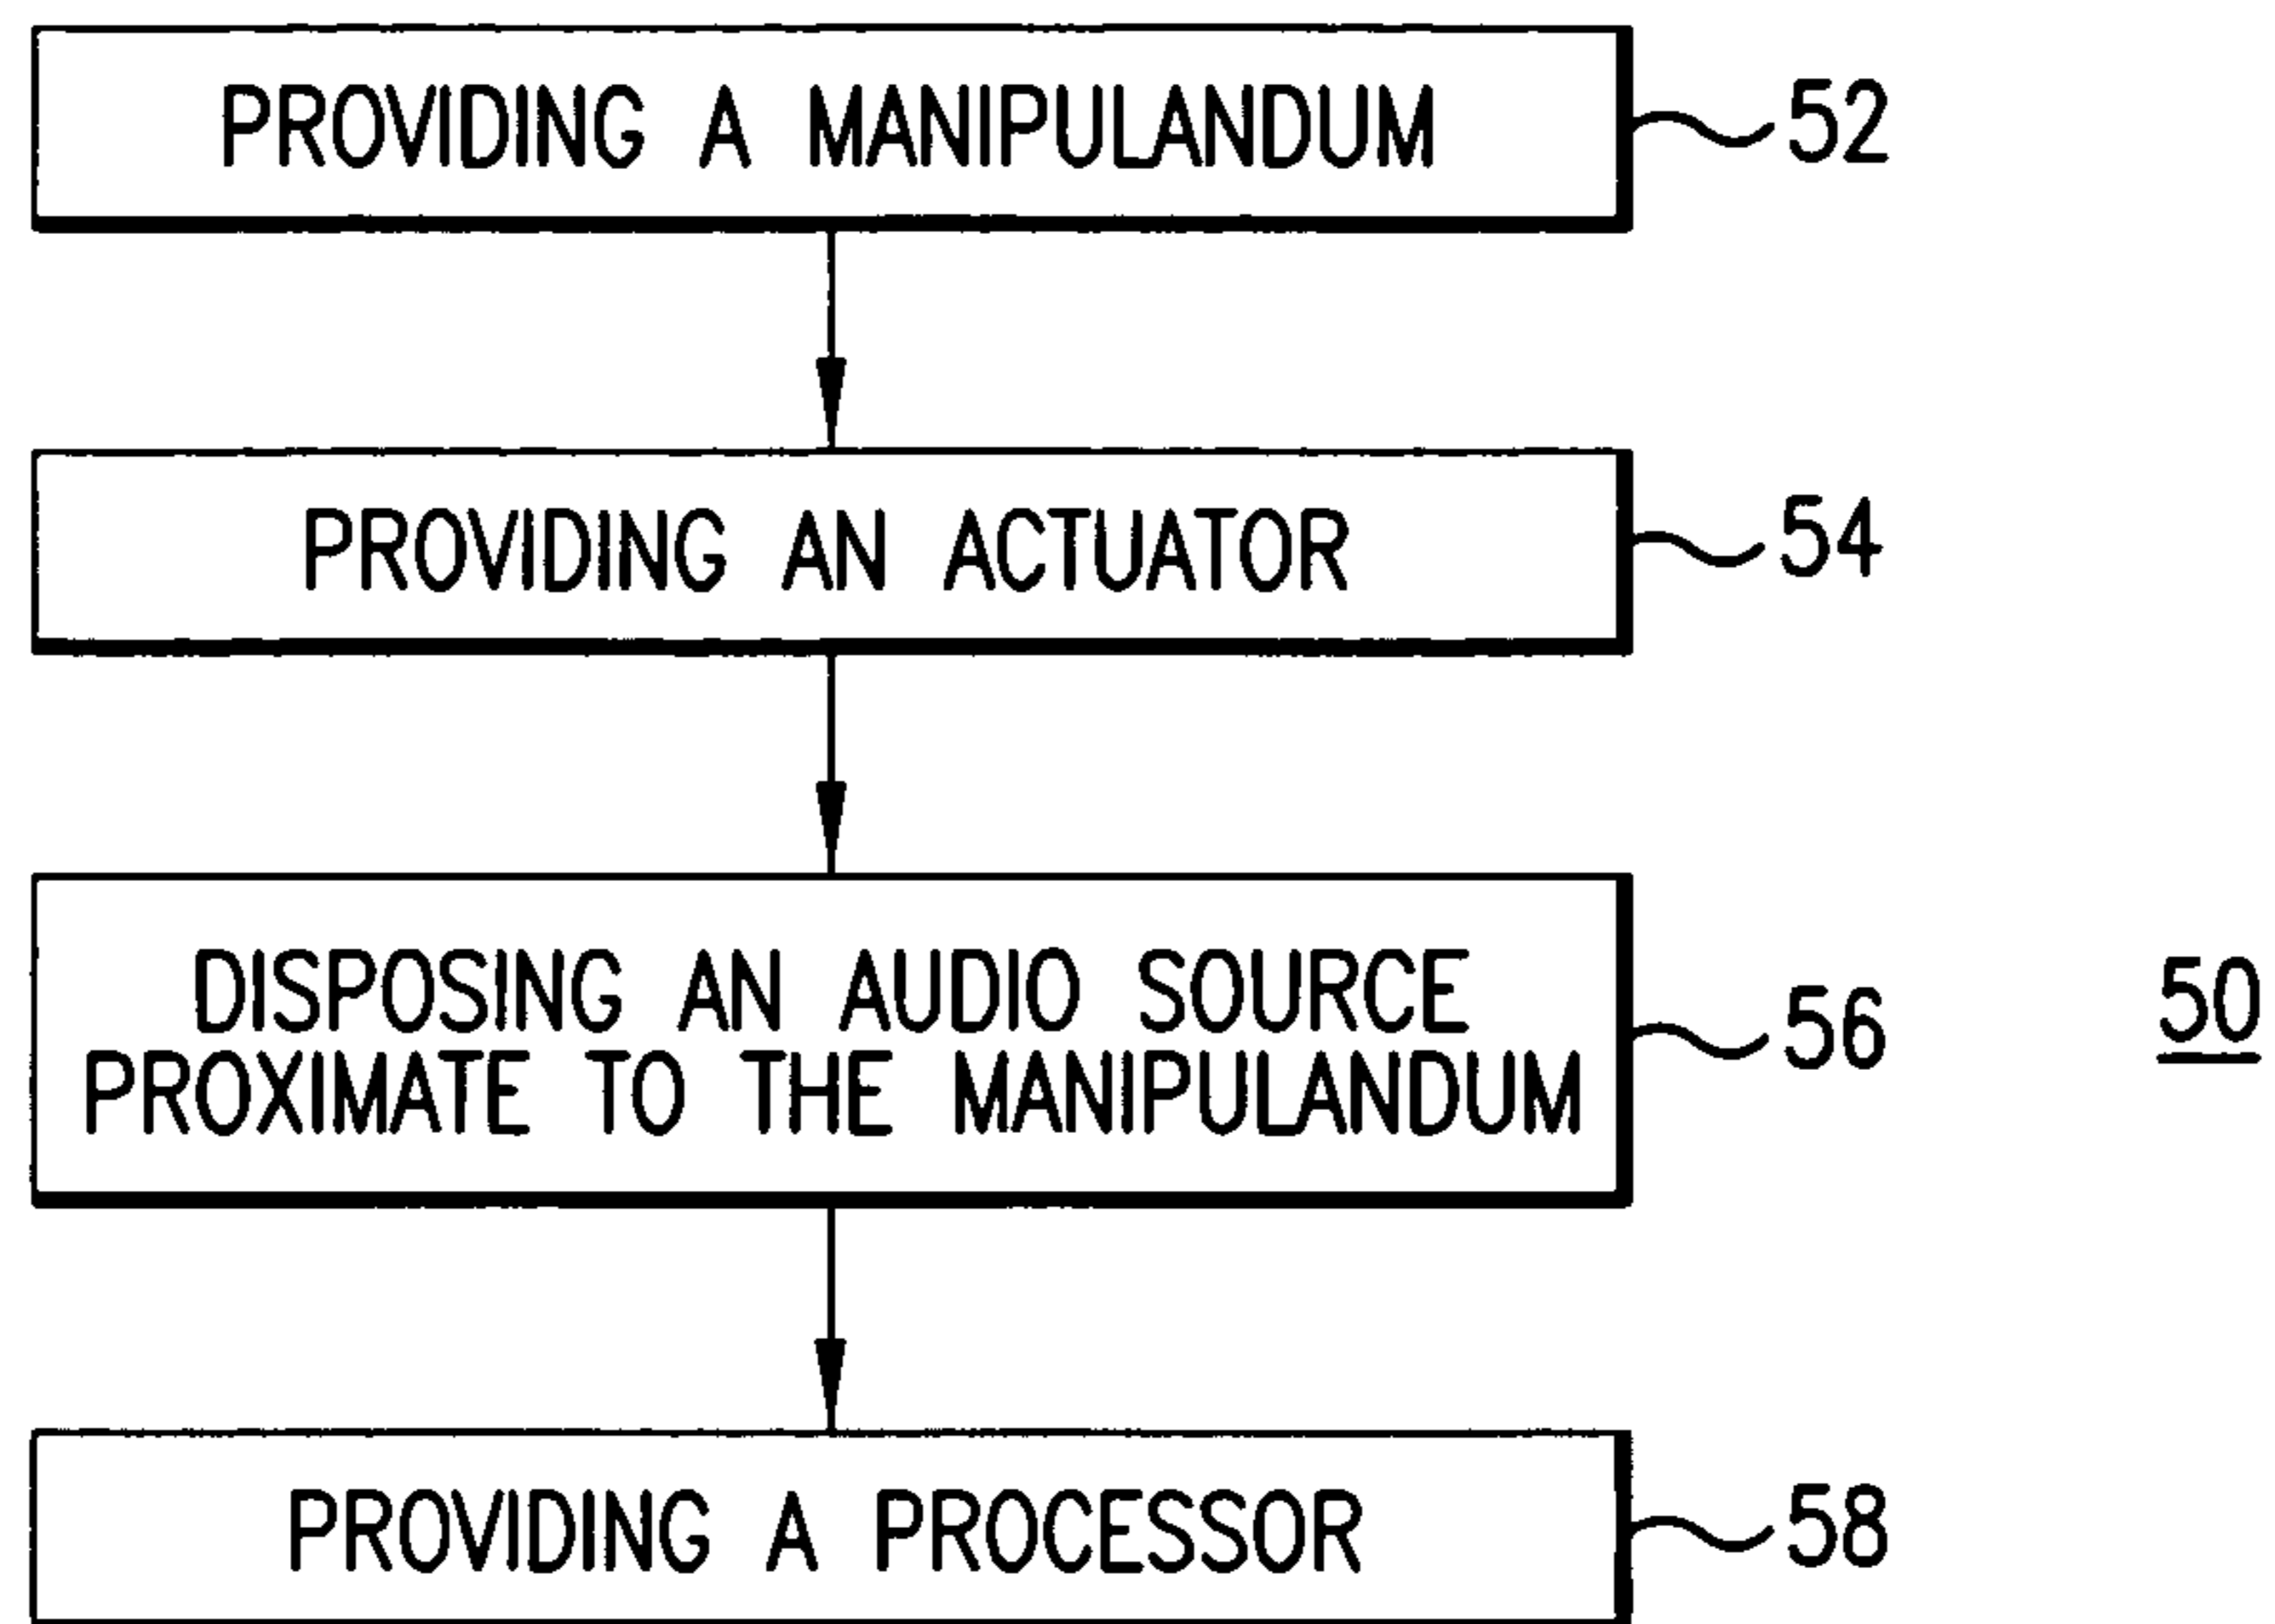 PROVIDING A MANIPULANDUM
52
PROVIDING AN ACTUATOR
54
DISPOSING AN AUDIO SOURCE
PROXIMATE TO THE MANIPULANDUM
56
50
PROVIDING A PROCESSOR
58